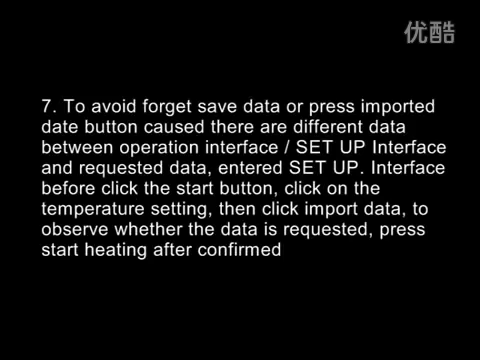 优酷
7. To avoid forget save data or press imported
date button caused there are different data
between operation interface / SET UP Interface
and requested data, entered SET UP. Interface
before click the start button, click on the
temperature setting, then click import data, to
observe whether the data is requested, press
start heating after confirmed